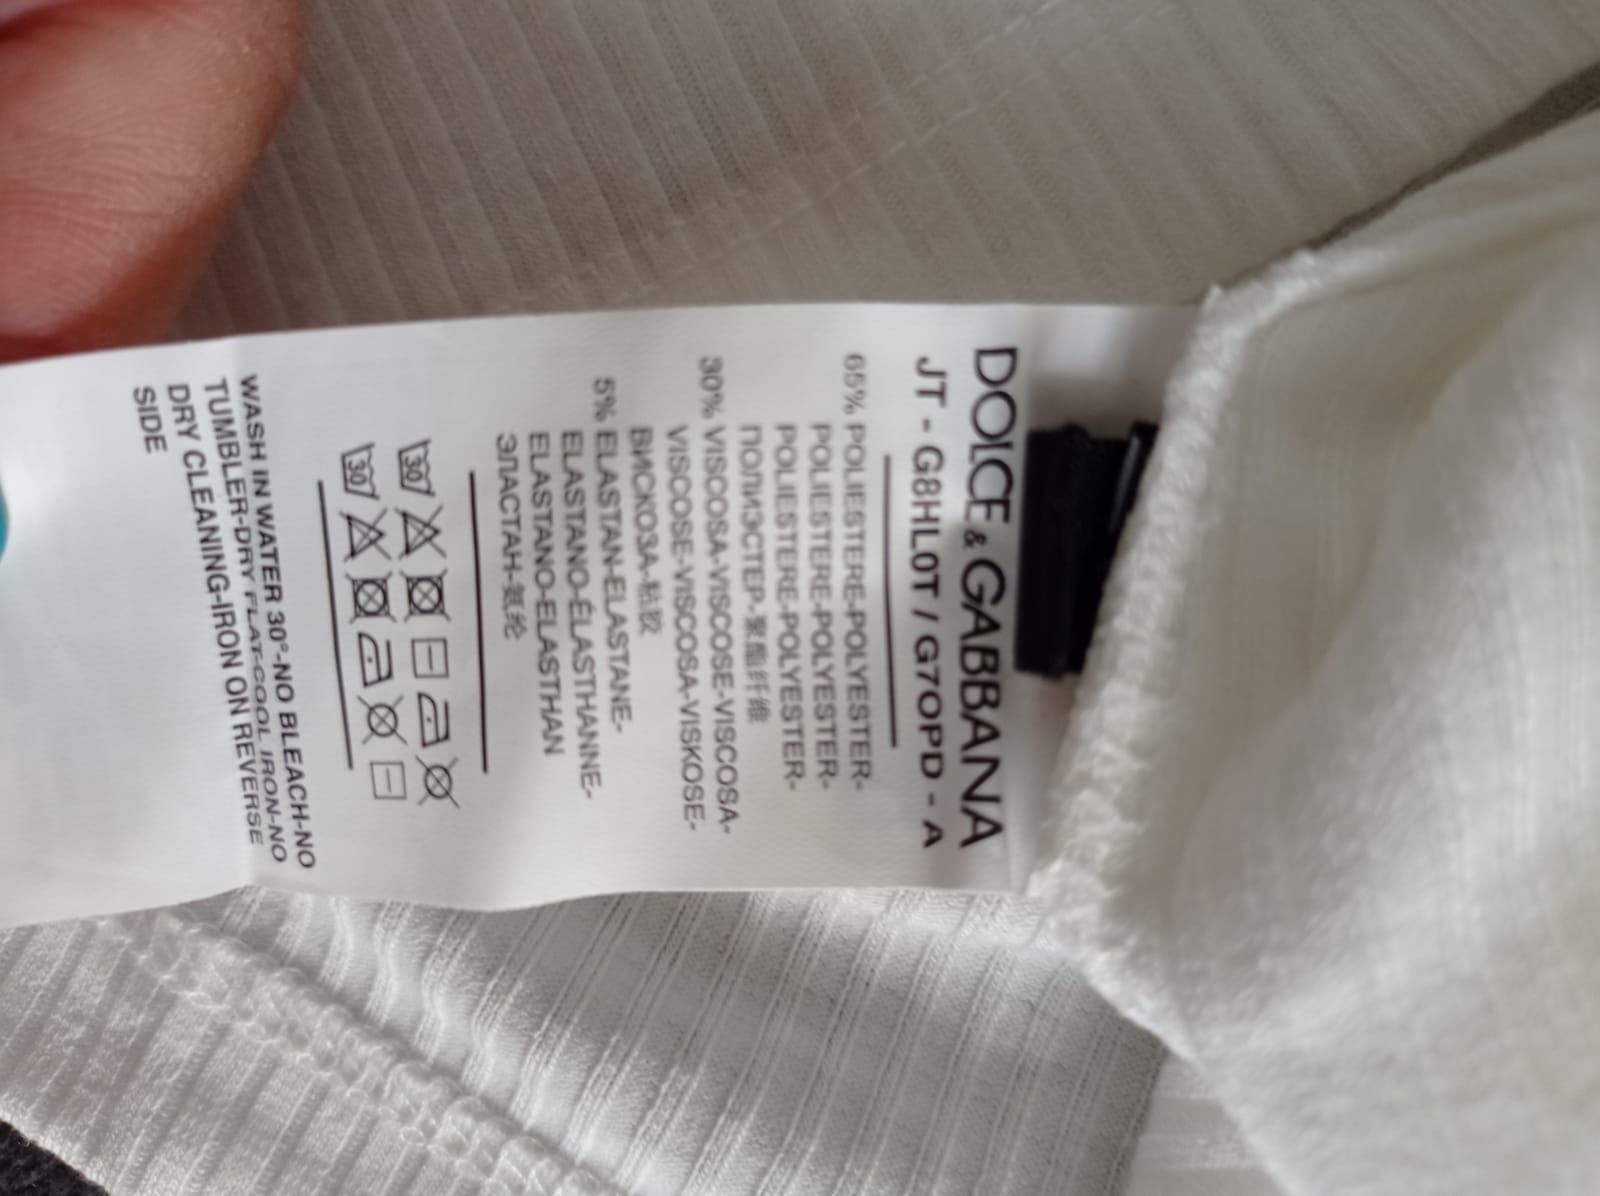 DOLCE & GABBANA
JT - G8HL0T / G7OPD - A
65% POLIESTERE-POLYESTER-
POLIESTERE-POLYESTER-
POLIESTERE-POLYESTER-
ПОЛИЭСТЕР-聚酯纤维
30% VISCOSA-VISCOSE-VISCOSA-
VISCOSE-VISCOSA-VISKOSE-
ВИСКОЗА-粘胶
5% ELASTAN-ELASTANE-
ELASTANO-ÉLASTHANNE-
ELASTANO-ELASTHAN
ЭЛАСТАН-氨纶
30
30
WASH IN WATER 30°-NO BLEACH-NO
TUMBLER-DRY FLAT-COOL IRON-NO
DRY CLEANING-IRON ON REVERSE
SIDE